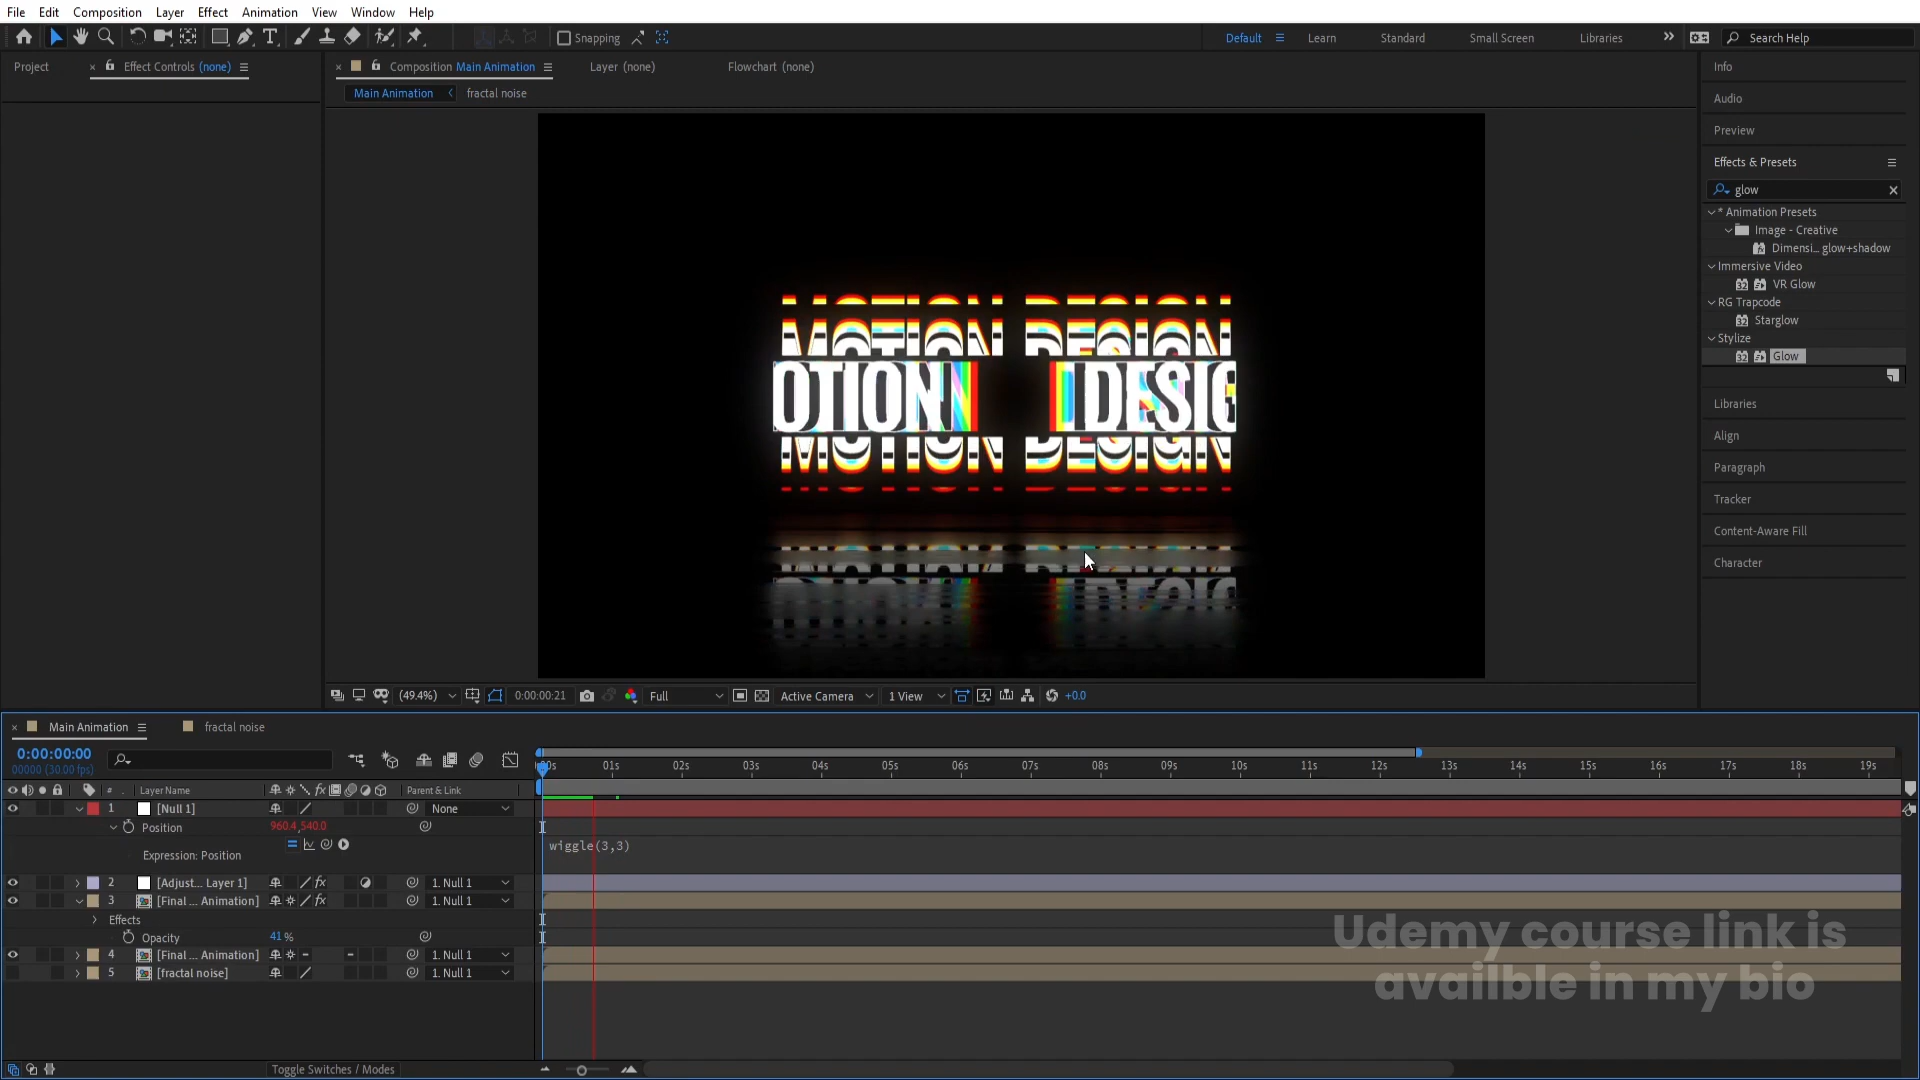 File Edit Composition Layer Effect Animation View Window Help
Snapping
Default Learn Standard Small Screen Libraries
Search Help
Project
Effect Controls (none)
Composition Main Animation
Layer (none)
Flowchart (none)
Main Animation
fractal noise
MOTION DESIGN
MOTION DESIGN
OTION DESIG
MOTION DESIGN
Info
Audio
Preview
Effects & Presets
glow
* Animation Presets
Image - Creative
Dimensi... glow+shadow
Immersive Video
VR Glow
RG Trapcode
Starglow
Stylize
Glow
Libraries
Align
Paragraph
Tracker
Content-Aware Fill
Character
(49.4%) 0:00:00:21 Full Active Camera 1 View +0.0
Main Animation
fractal noise
0:00:00:00
00000 (30.00 fps)
01s 02s 03s 04s 05s 06s 07s 08s 09s 10s 11s 12s 13s 14s 15s 16s 17s 18s 19s
# Layer Name Parent & Link
1 [Null 1] None
Position 960.4,540.0
Expression: Position
wiggle(3,3)
2 [Adjust... Layer 1] 1. Null 1
3 [Final ... Animation] 1. Null 1
Effects
Opacity 41 %
4 [Final ... Animation] 1. Null 1
5 [fractal noise] 1. Null 1
Udemy course link is
availble in my bio
Toggle Switches / Modes